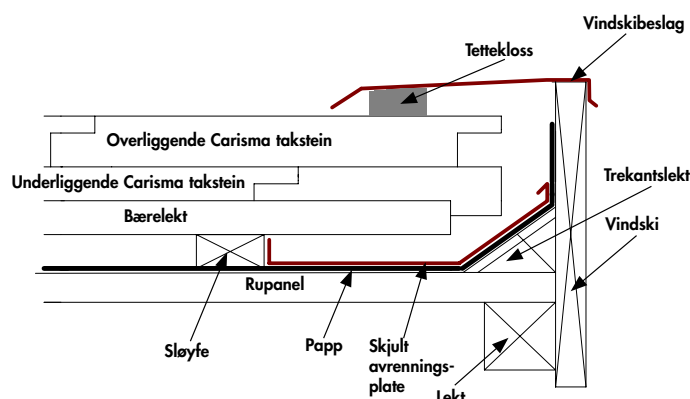 Vindskibeslag
Tettekloss
Overliggende Carisma takstein
Underliggende Carisma takstein
Trekantslekt
Bærelekt
Vindski
Rupanel
Sløyfe
Papp
Skjult
avrennings-
plate
Lekt